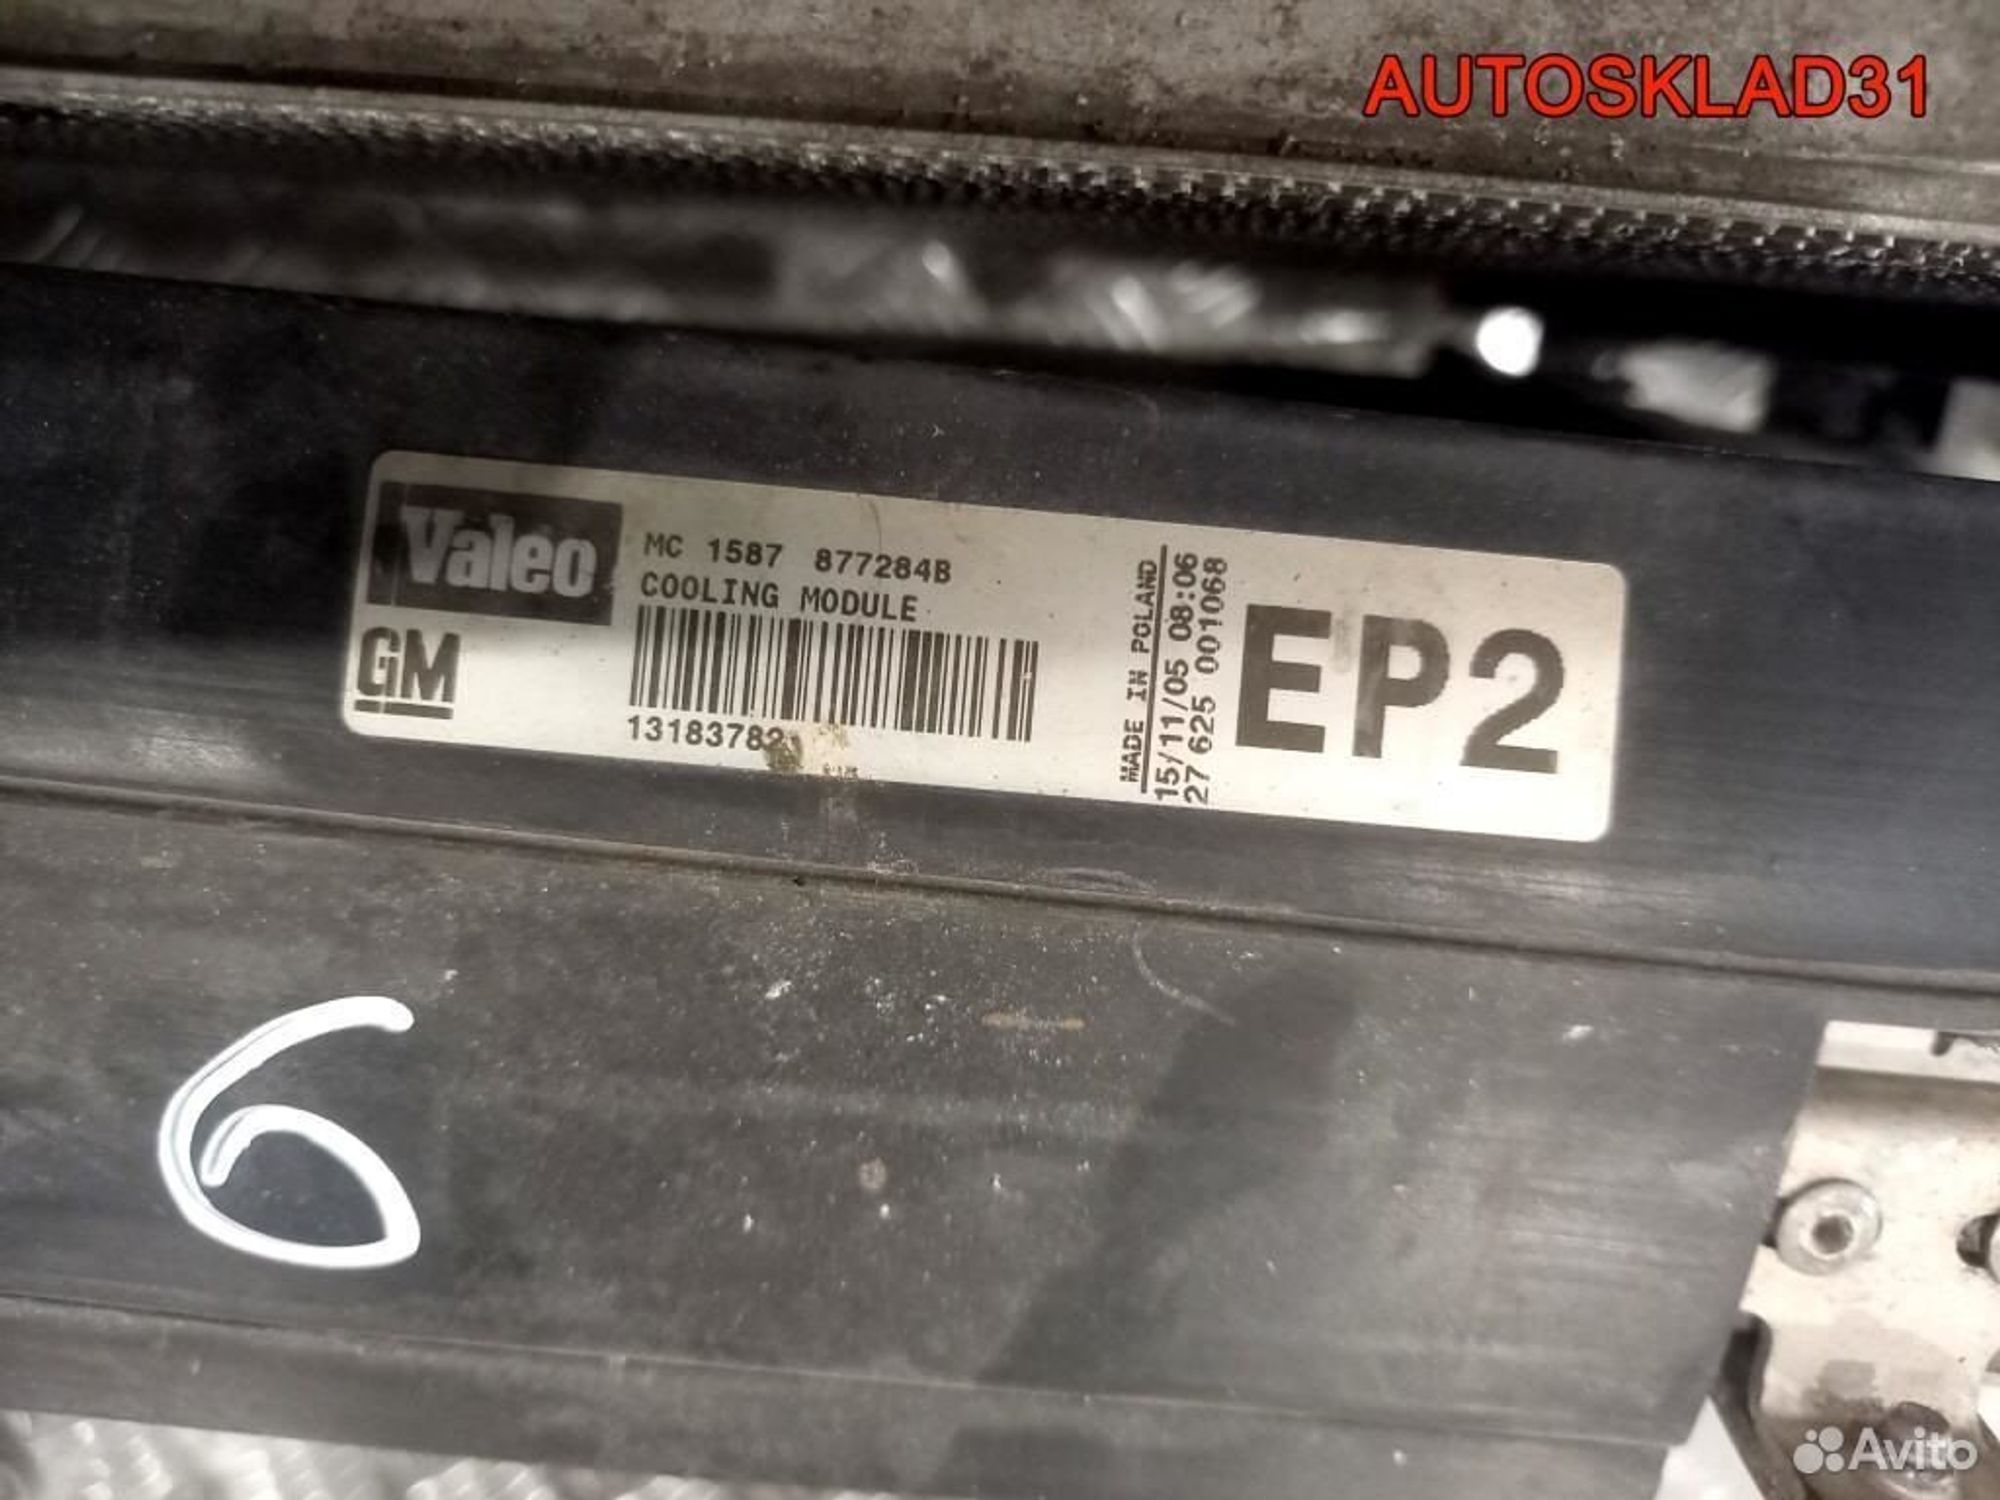 AUTOSKLAD31
Valeo
MC 1587 877284B
COOLING MODULE
GM
MADE IN POLAND
15/11/05 08:06
27 625 001068
EP2
6
Avito